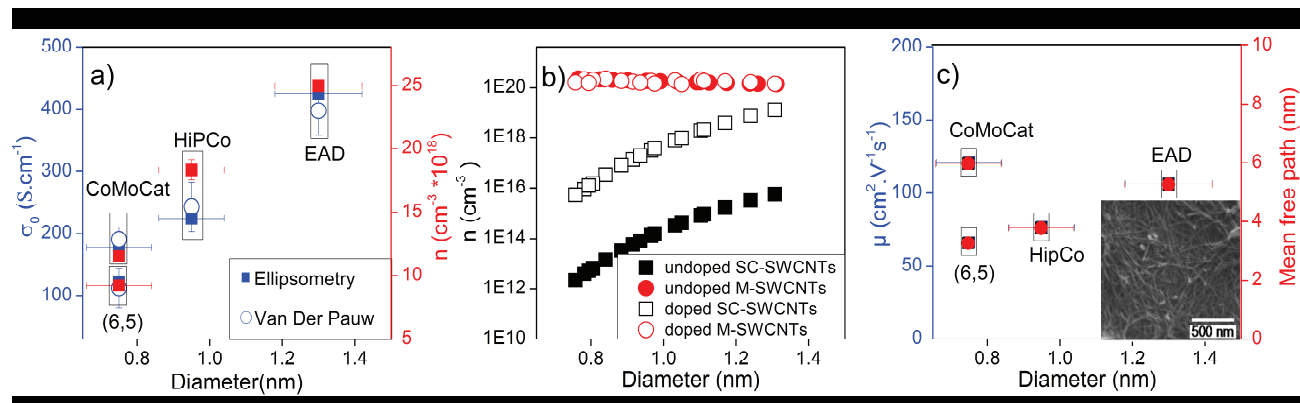 a)
500
400
300
200
100
σ₀ (S.cm⁻¹)
CoMoCat
HiPCo
EAD
(6,5)
Ellipsometry
Van Der Pauw
25
20
15
10
5
n (cm⁻³ *10¹⁸)
0.8 1.0 1.2 1.4
Diameter(nm)
b)
1E20
1E18
1E16
1E14
1E12
1E10
n (cm⁻³)
undoped SC-SWCNTs
undoped M-SWCNTs
doped SC-SWCNTs
doped M-SWCNTs
0.8 1.0 1.2 1.4
Diameter (nm)
c)
200
150
100
50
0
μ (cm² V⁻¹s⁻¹)
CoMoCat
EAD
(6,5)
HipCo
500 nm
10
8
6
4
2
0
Mean free path (nm)
0.8 1.0 1.2 1.4
Diameter (nm)